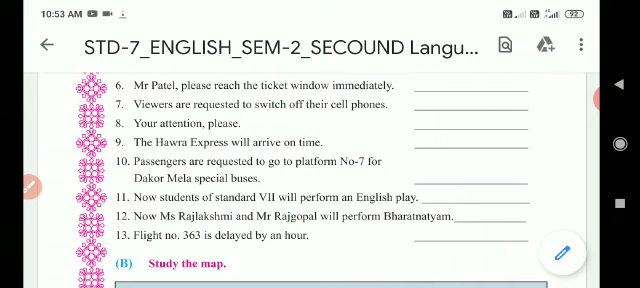 10:53 AM
92
STD-7_ENGLISH_SEM-2_SECOUND Langu...
6. Mr Patel, please reach the ticket window immediately.
7. Viewers are requested to switch off their cell phones.
8. Your attention, please.
9. The Hawra Express will arrive on time.
10. Passengers are requested to go to platform No-7 for
Dakor Mela special buses.
11. Now students of standard VII will perform an English play.
12. Now Ms Rajlakshmi and Mr Rajgopal will perform Bharatnatyam.
13. Flight no. 363 is delayed by an hour.
(B) Study the map.